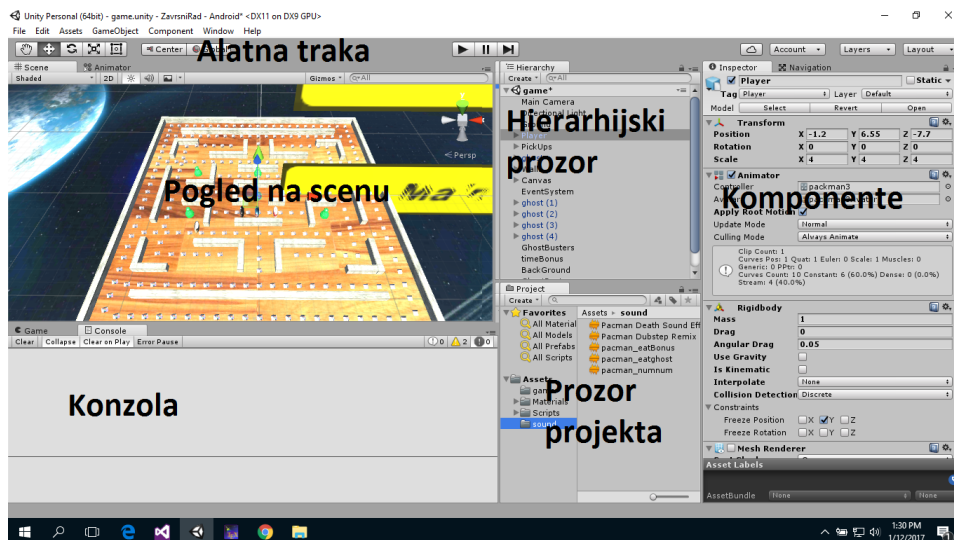 Unity Personal (64bit) - game.unity - ZavrsniRad - Android* <DX11 on DX9 GPU>
File Edit Assets GameObject Component Window Help
Center
Alatna traka
Account
Layers
Layout
Scene
Animator
Shaded
2D
Gizmos
All
Persp
Pogled na scenu
Hierarchy
Create
All
game*
Main Camera
Directional Light
Player
PickUps
Canvas
EventSystem
ghost (1)
ghost (2)
ghost (3)
ghost (4)
GhostBusters
timeBonus
BackGround
Hierarhijski
prozor
Game
Console
Clear Collapse Clear on Play Error Pause
0 2 0
Konzola
Project
Create
Favorites
All Material
All Models
All Prefabs
All Scripts
Assets
Materials
Scripts
sound
Assets sound
Pacman Death Sound Eff
Pacman Dubstep Remix
pacman_eatBonus
pacman_eatghost
pacman_numnum
Prozor
projekta
Inspector
Navigation
Player
Static
Tag Player Layer Default
Model Select Revert Open
Transform
Position X -1.2 Y 6.55 Z -7.7
Rotation X 0 Y 0 Z 0
Scale X 4 Y 4 Z 4
Animator
Controller packman3
Komponente
Apply Root Motion
Update Mode Normal
Culling Mode Always Animate
Clip Count: 1
Curves Pos: 1 Quat: 1 Euler: 0 Scale: 1 Muscles: 0
Generic: 0 PPtr: 0
Curves Count: 10 Constant: 6 (60.0%) Dense: 0 (0.0%)
Stream: 4 (40.0%)
Rigidbody
Mass 1
Drag 0
Angular Drag 0.05
Use Gravity
Is Kinematic
Interpolate None
Collision Detection Discrete
Constraints
Freeze Position X Y Z
Freeze Rotation X Y Z
Mesh Renderer
Asset Labels
AssetBundle None None
1:30 PM
1/12/2017